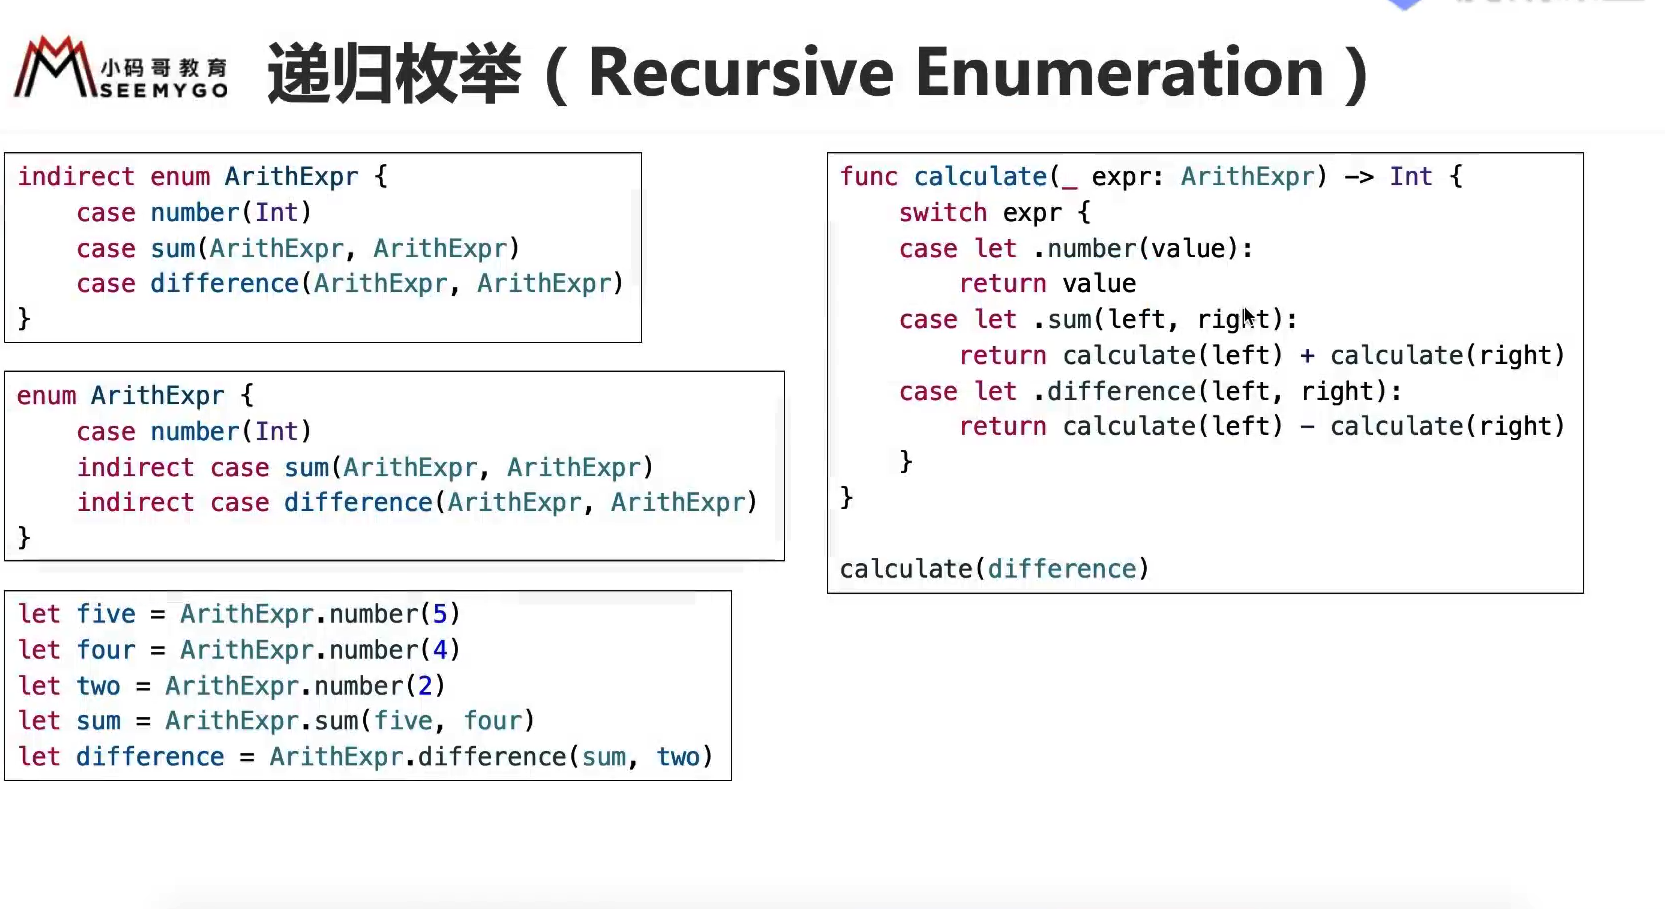 小码哥教育
SEEMYGO
递归枚举（Recursive Enumeration）
indirect enum ArithExpr {
    case number(Int)
    case sum(ArithExpr, ArithExpr)
    case difference(ArithExpr, ArithExpr)
}
enum ArithExpr {
    case number(Int)
    indirect case sum(ArithExpr, ArithExpr)
    indirect case difference(ArithExpr, ArithExpr)
}
let five = ArithExpr.number(5)
let four = ArithExpr.number(4)
let two = ArithExpr.number(2)
let sum = ArithExpr.sum(five, four)
let difference = ArithExpr.difference(sum, two)
func calculate(_ expr: ArithExpr) -> Int {
    switch expr {
    case let .number(value):
        return value
    case let .sum(left, right):
        return calculate(left) + calculate(right)
    case let .difference(left, right):
        return calculate(left) - calculate(right)
    }
}
calculate(difference)